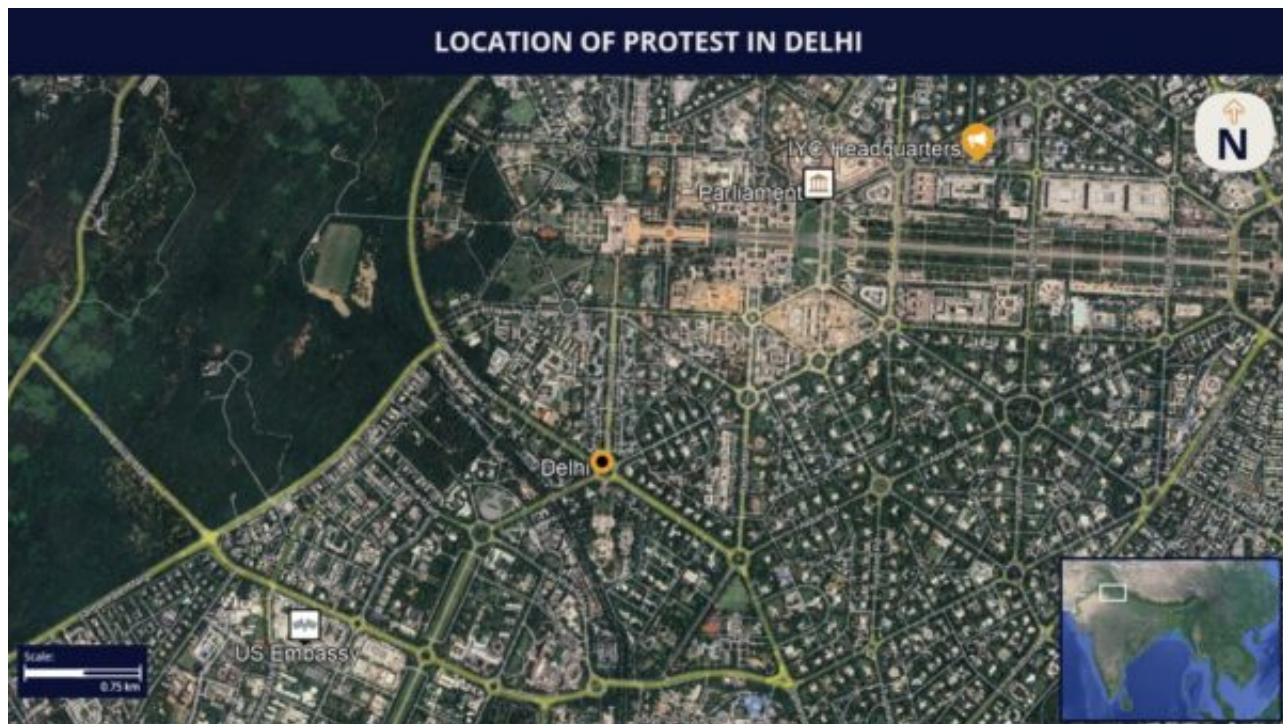 LOCATION OF PROTEST IN DELHI
N
IYC Headquarters
Parliament
Delhi
US Embassy
Scale:
0.75 km